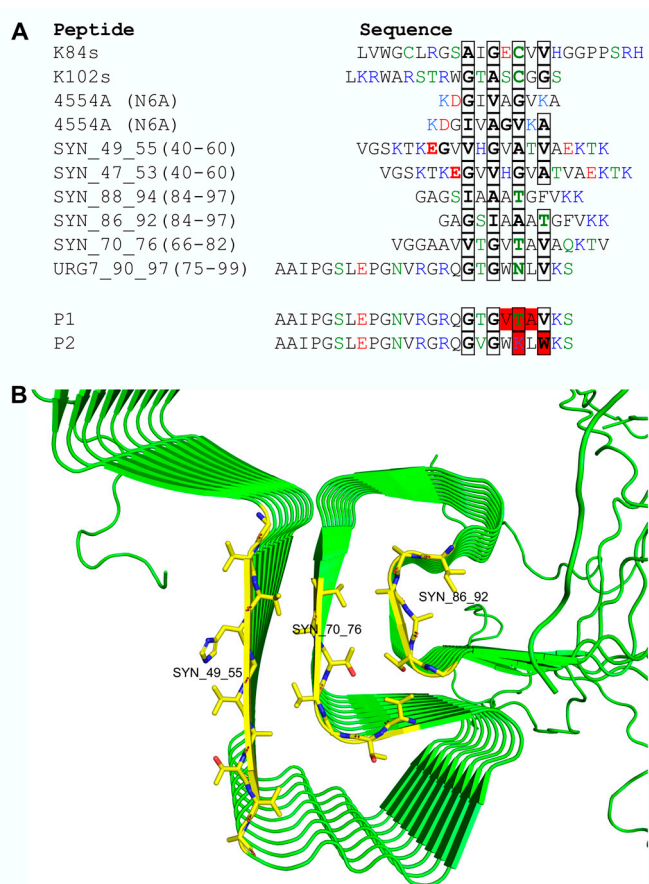 A Peptide Sequence
K84s LVWGCLRGSAIGECVVHGGPPSRH
K102s LKRWARSTRWGTASCGGS
4554A (N6A) KDGIVAGVKA
4554A (N6A) KDGIVAGVKA
SYN_49_55(40-60) VGSKTKEGVVHGVATVAEKTK
SYN_47_53(40-60) VGSKTKEGVVHGVATVAEKTK
SYN_88_94(84-97) GAGSIAAATGFVKK
SYN_86_92(84-97) GAGSIAAATGFVKK
SYN_70_76(66-82) VGGAAVVTGVTAVAQKTV
URG7_90_97(75-99) AAIPGSLEPGNVRGRQGTGWNLVKS
P1 AAIPGSLEPGNVRGRQGTGVTAVKS
P2 AAIPGSLEPGNVRGRQGVGWKLWKS
B
SYN_86_92
SYN_70_76
SYN_49_55